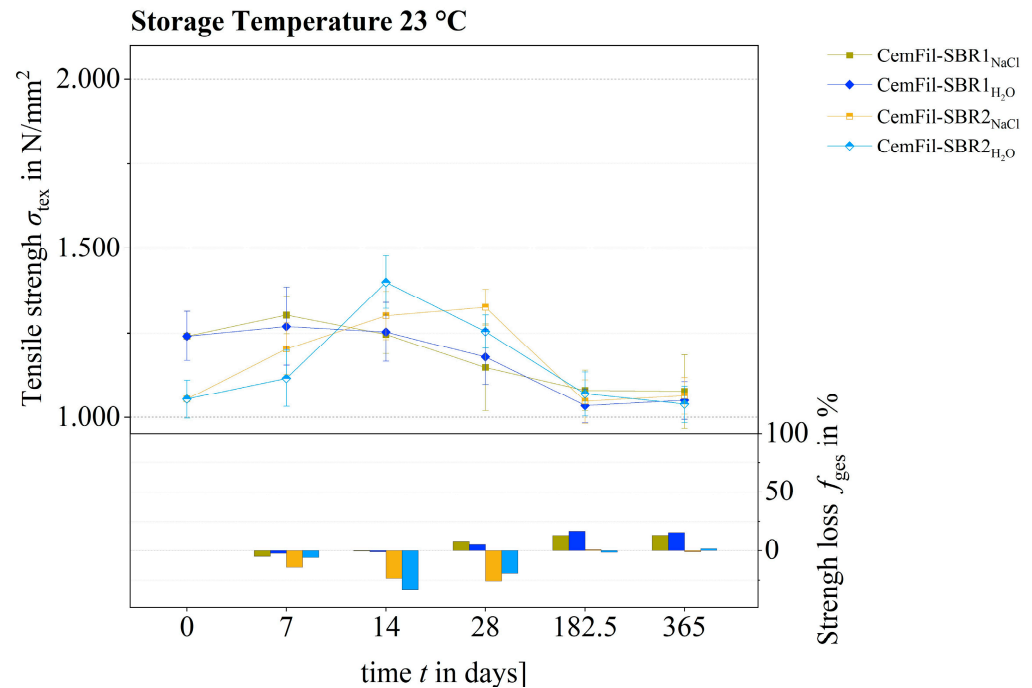 Storage Temperature 23 °C
CemFil-SBR1NaCl
CemFil-SBR1H2O
CemFil-SBR2NaCl
CemFil-SBR2H2O
Tensile strengh σtex in N/mm²
2.000
1.500
1.000
100
50
0
Strengh loss fges in %
0 7 14 28 182.5 365
time t in days]